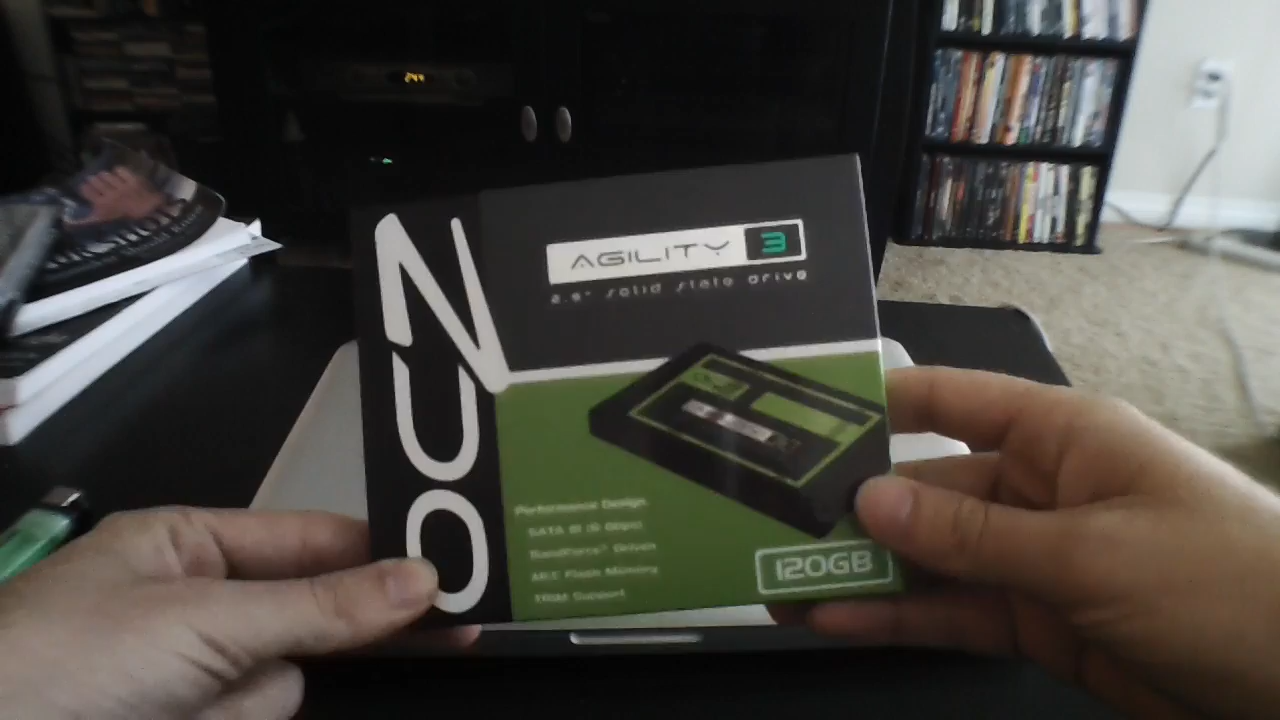 OCZ
AGILITY 3
2.5" solid state drive
Performance Design
SATA III (6 Gbps)
SandForce® Driven
MLC Flash Memory
TRIM Support
120GB